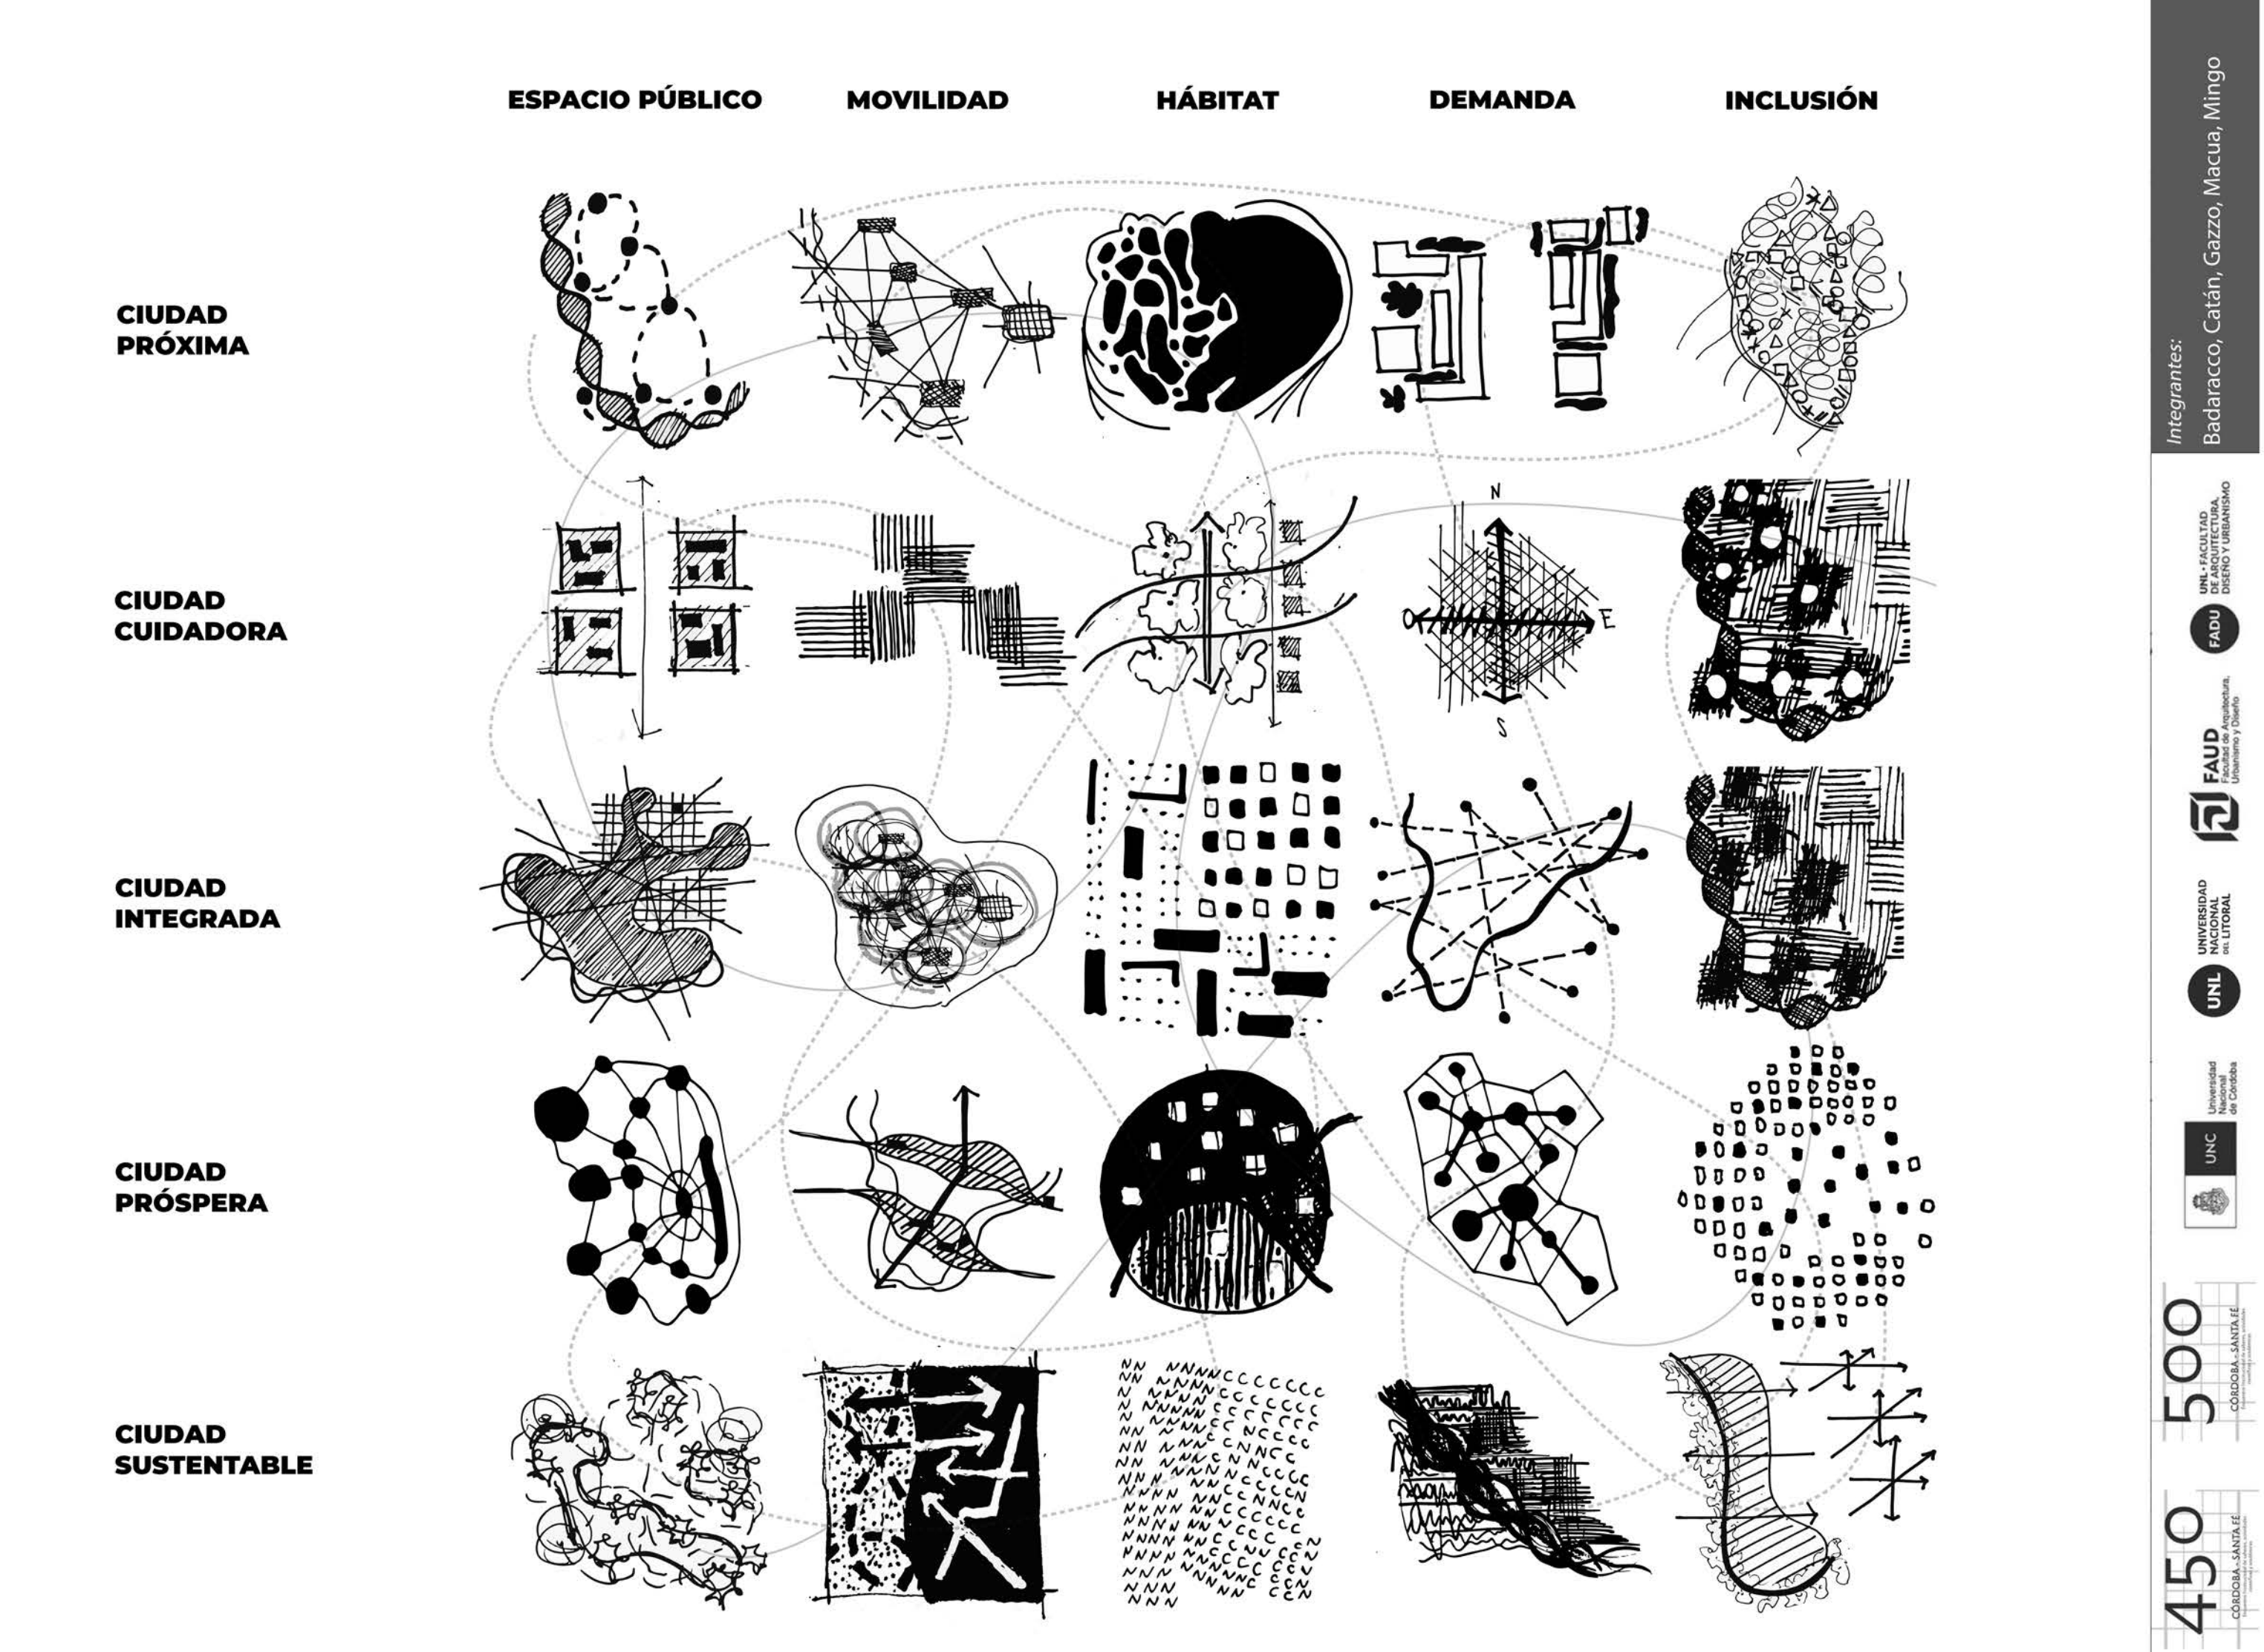 ESPACIO PÚBLICO
MOVILIDAD
HÁBITAT
DEMANDA
INCLUSIÓN
CIUDAD
PRÓXIMA
CIUDAD
CUIDADORA
N
O
E
S
CIUDAD
INTEGRADA
CIUDAD
PRÓSPERA
CIUDAD
SUSTENTABLE
Integrantes:
Badaracco, Catán, Gazzo, Macua, Mingo
FADU
UNL • FACULTAD
DE ARQUITECTURA,
DISEÑO Y URBANISMO
FAUD
Facultad de Arquitectura,
Urbanismo y Diseño
UNL
UNIVERSIDAD
NACIONAL
DEL LITORAL
UNC
Universidad
Nacional
de Córdoba
500
CÓRDOBA - SANTA FÉ
450
CÓRDOBA - SANTA FÉ